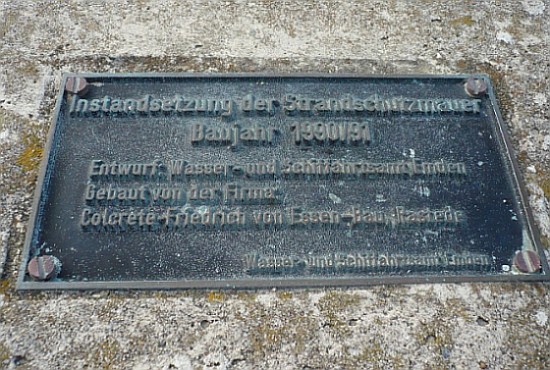 Instandsetzung der Strandschutzmauer
Baujahr 1990/91
Entwurf: Wasser- und Schiffahrtsamt Emden
Gebaut von der Firma:
Colcrete Friedrich von Essen-Bau, Rastede
Wasser- und Schiffahrtsamt Emden